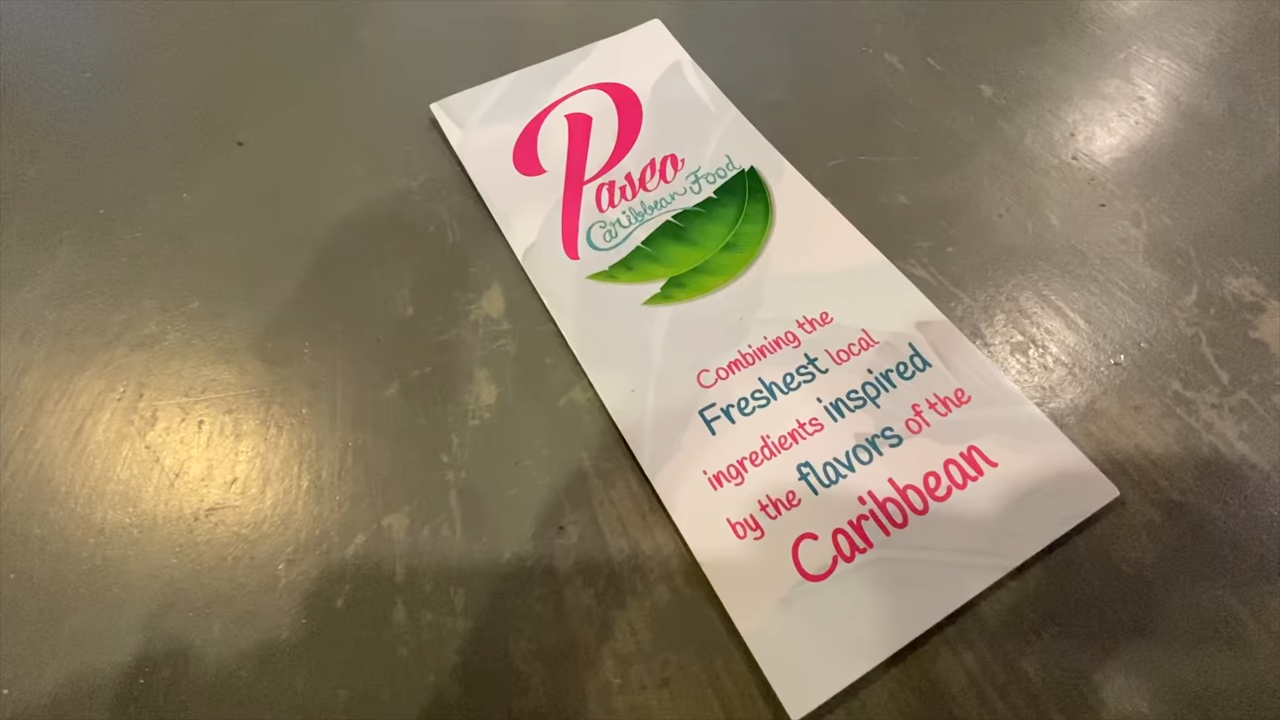 Paseo
Caribbean Food
Combining the
Freshest local
ingredients inspired
by the flavors of the
Caribbean